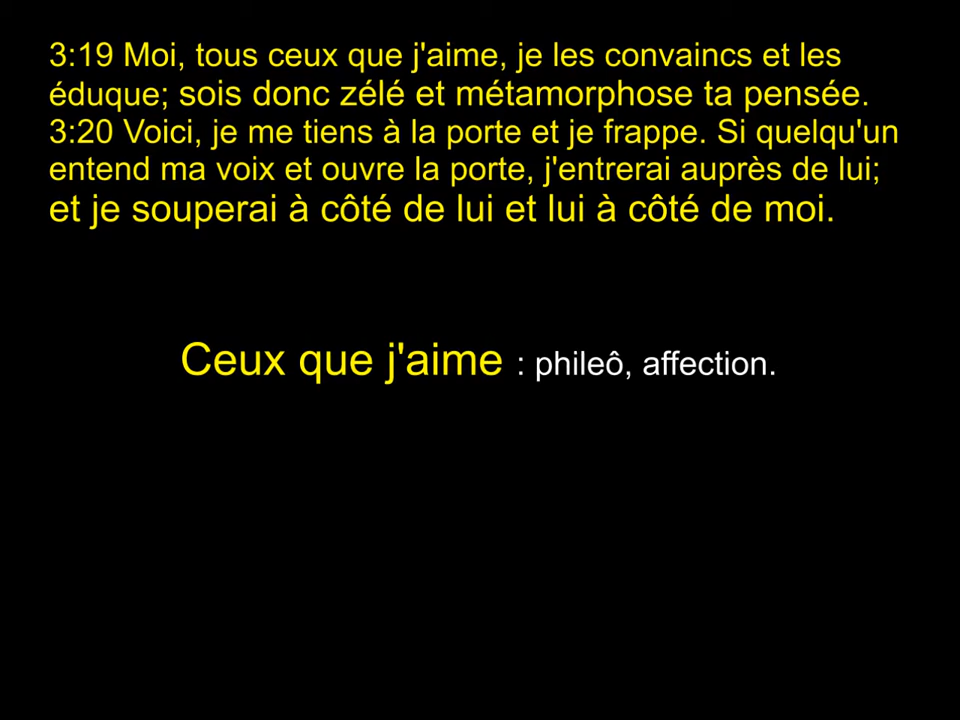 3:19 Moi, tous ceux que j'aime, je les convaincs et les
éduque; sois donc zélé et métamorphose ta pensée.
3:20 Voici, je me tiens à la porte et je frappe. Si quelqu'un
entend ma voix et ouvre la porte, j'entrerai auprès de lui;
et je souperai à côté de lui et lui à côté de moi.
Ceux que j'aime : phileô, affection.